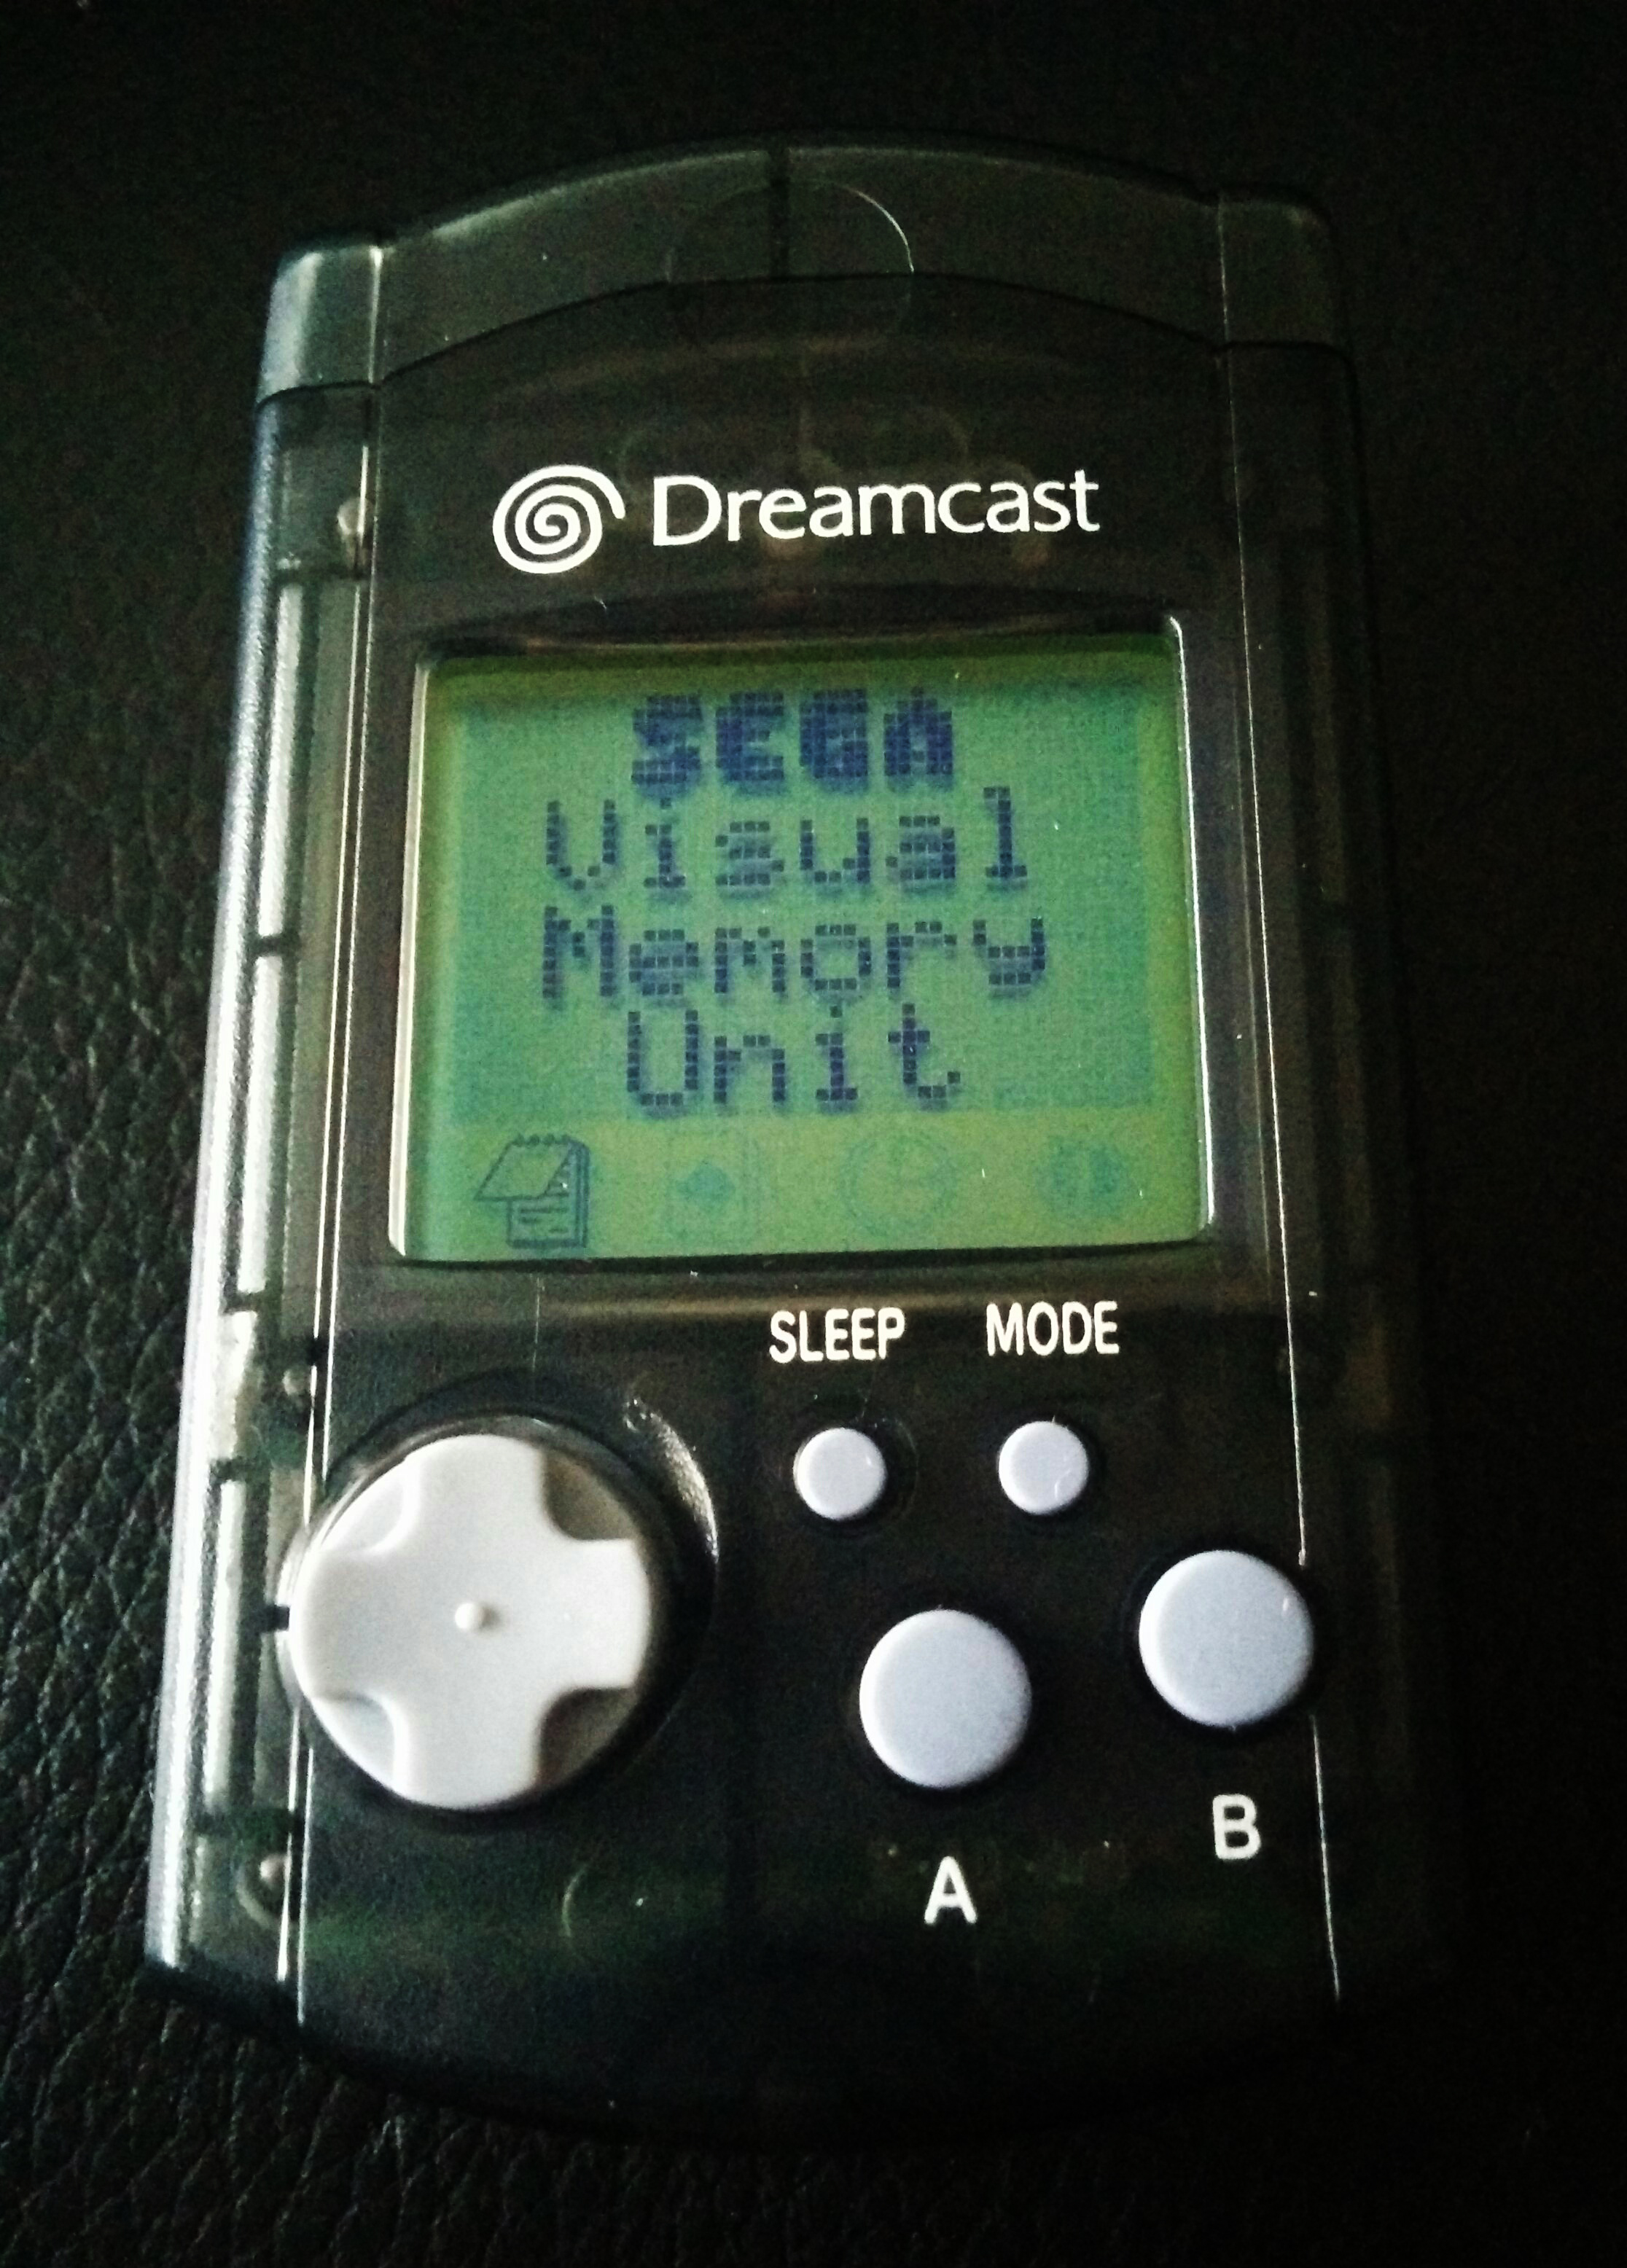 Dreamcast
SEGA
Visual
Memory
Unit
SLEEP MODE
B
A